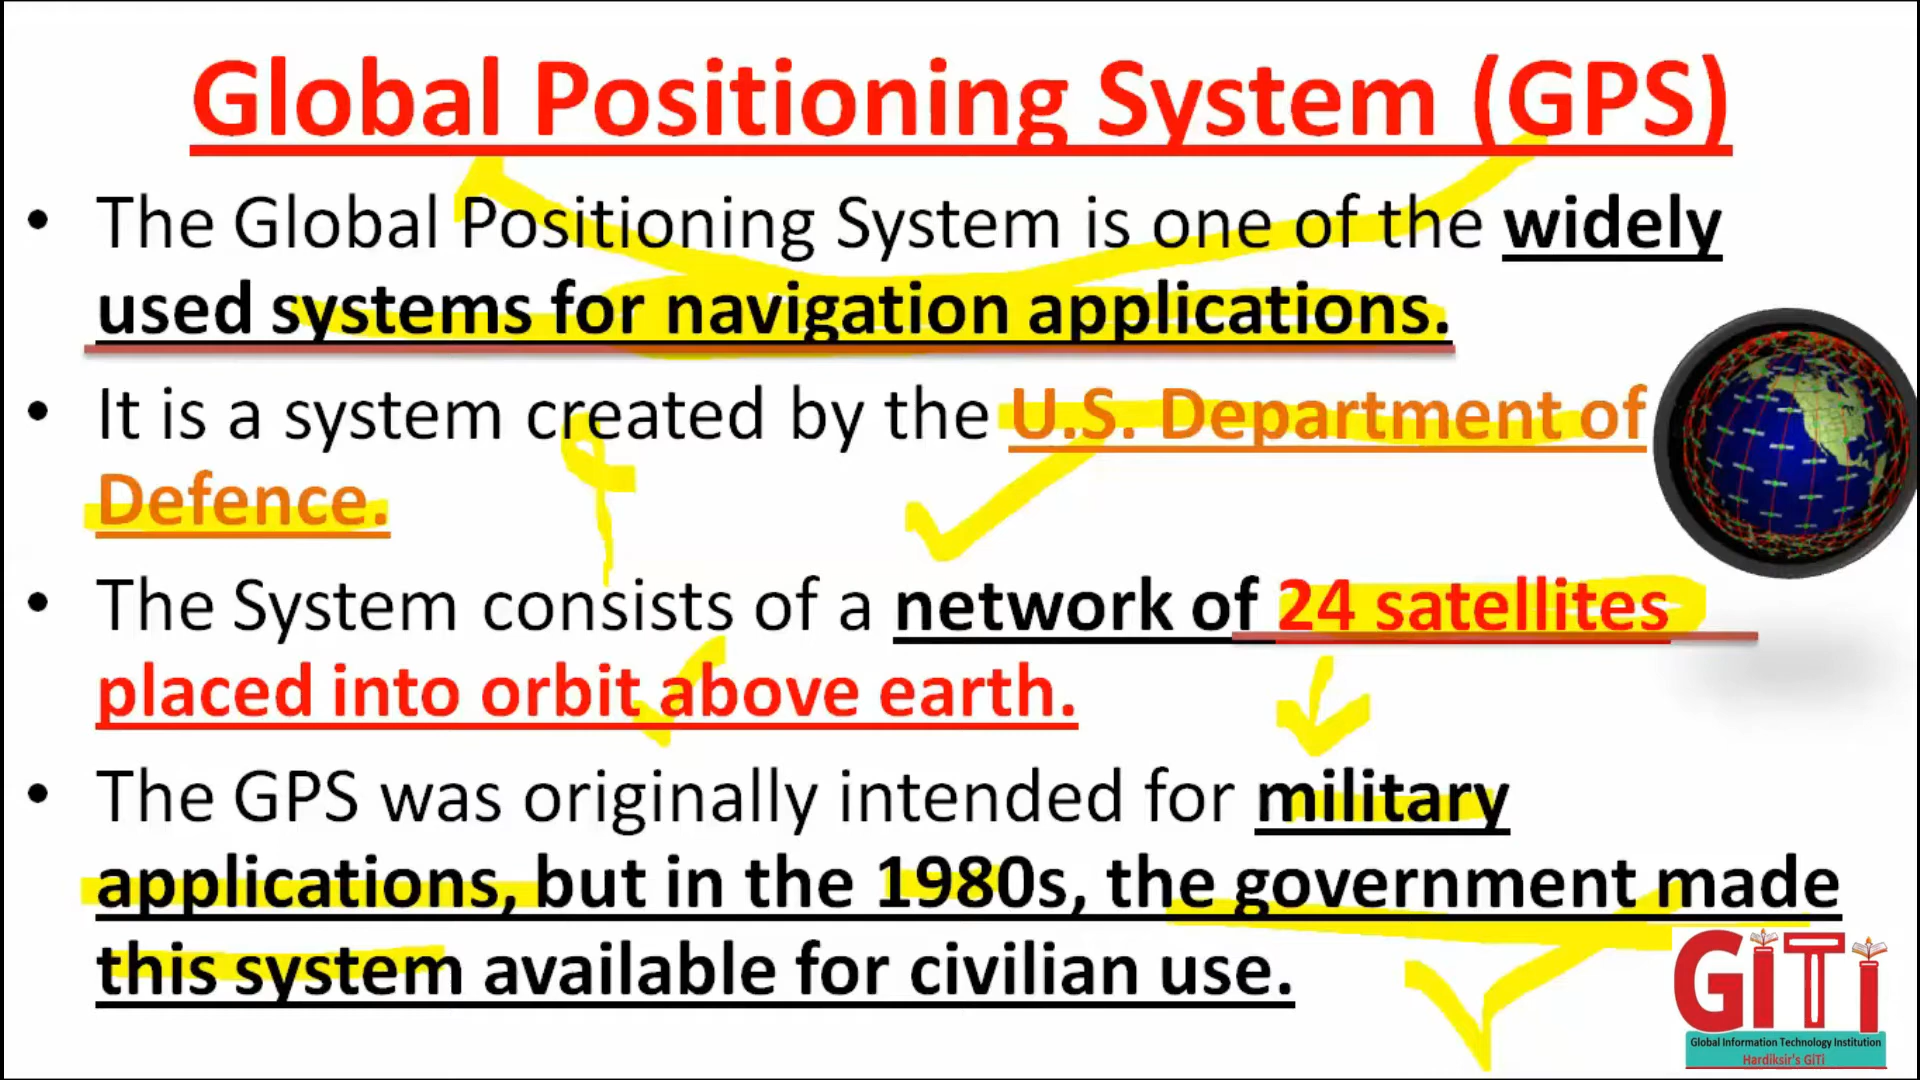 Global Positioning System (GPS)
• The Global Positioning System is one of the widely
used systems for navigation applications.
• It is a system created by the U.S. Department of
Defence.
• The System consists of a network of 24 satellites
placed into orbit above earth.
• The GPS was originally intended for military
applications, but in the 1980s, the government made
this system available for civilian use.
GiTi
Global Information Technology Institution
Hardiksir's GiTi